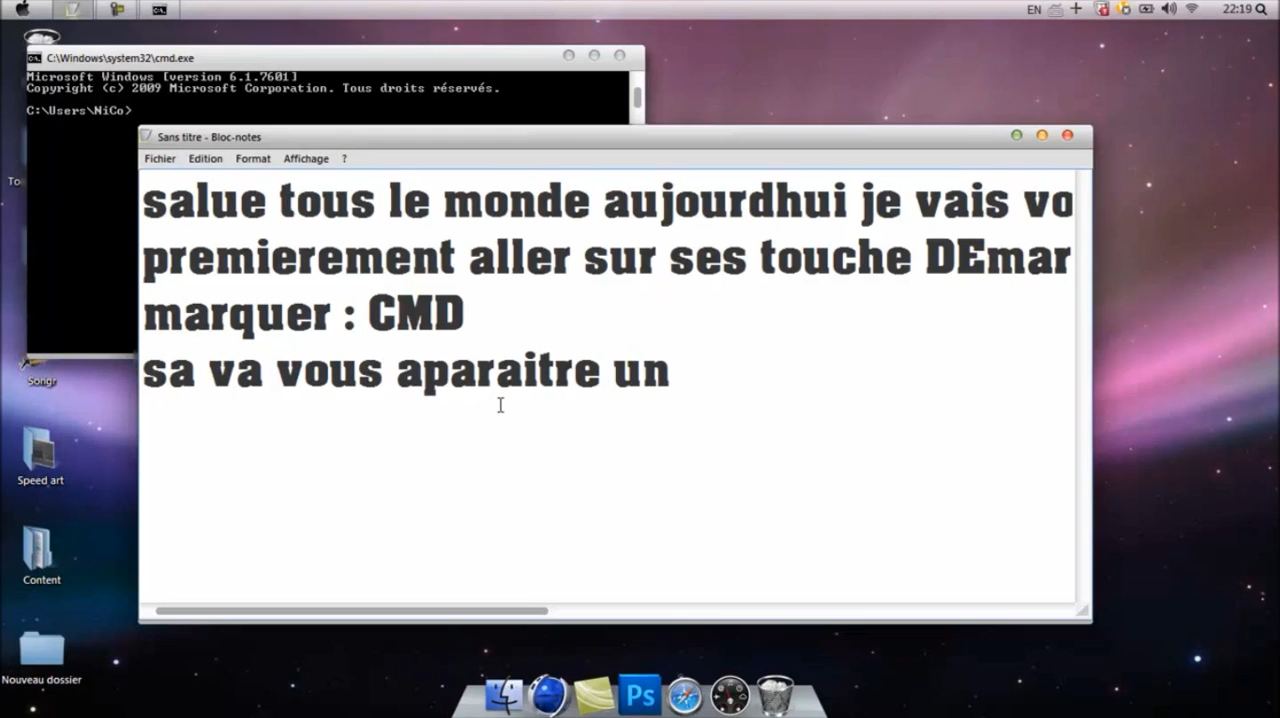 EN
22:19
C:\Windows\system32\cmd.exe
Microsoft Windows [version 6.1.7601]
Copyright (c) 2009 Microsoft Corporation. Tous droits réservés.
C:\Users\NiCo>
Sans titre - Bloc-notes
Fichier Edition Format Affichage ?
salue tous le monde aujourdhui je vais vo
premierement aller sur ses touche DEmar
marquer : CMD
sa va vous aparaitre un
Songr
Speed art
Content
Nouveau dossier
Ps